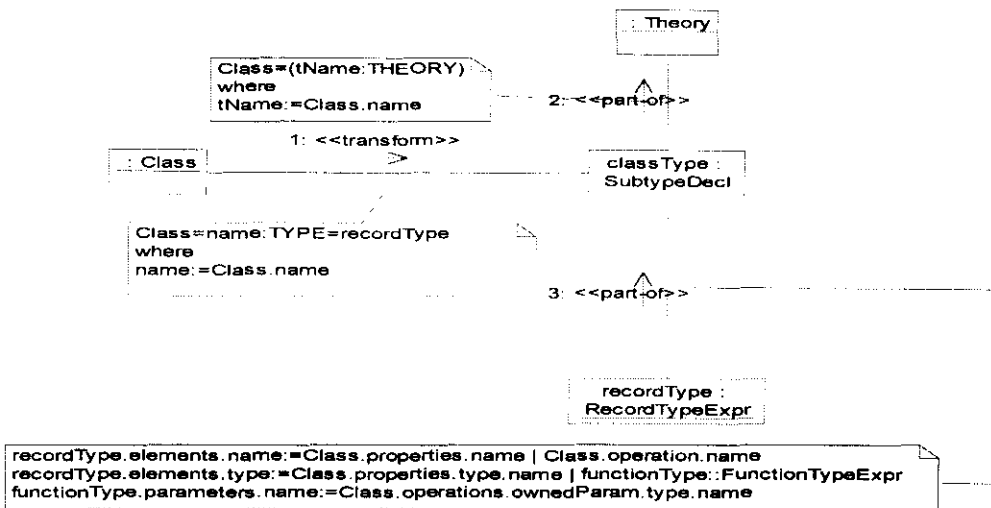 : Theory
Class=(tName:THEORY)
where
tName:=Class.name
2: <<part-of>>
1: <<transform>>
: Class
classType :
SubtypeDecl
Class=name:TYPE=recordType
where
name:=Class.name
3: <<part-of>>
recordType :
RecordTypeExpr
recordType.elements.name:=Class.properties.name | Class.operation.name
recordType.elements.type:=Class.properties.type.name | functionType::FunctionTypeExpr
functionType.parameters.name:=Class.operations.ownedParam.type.name